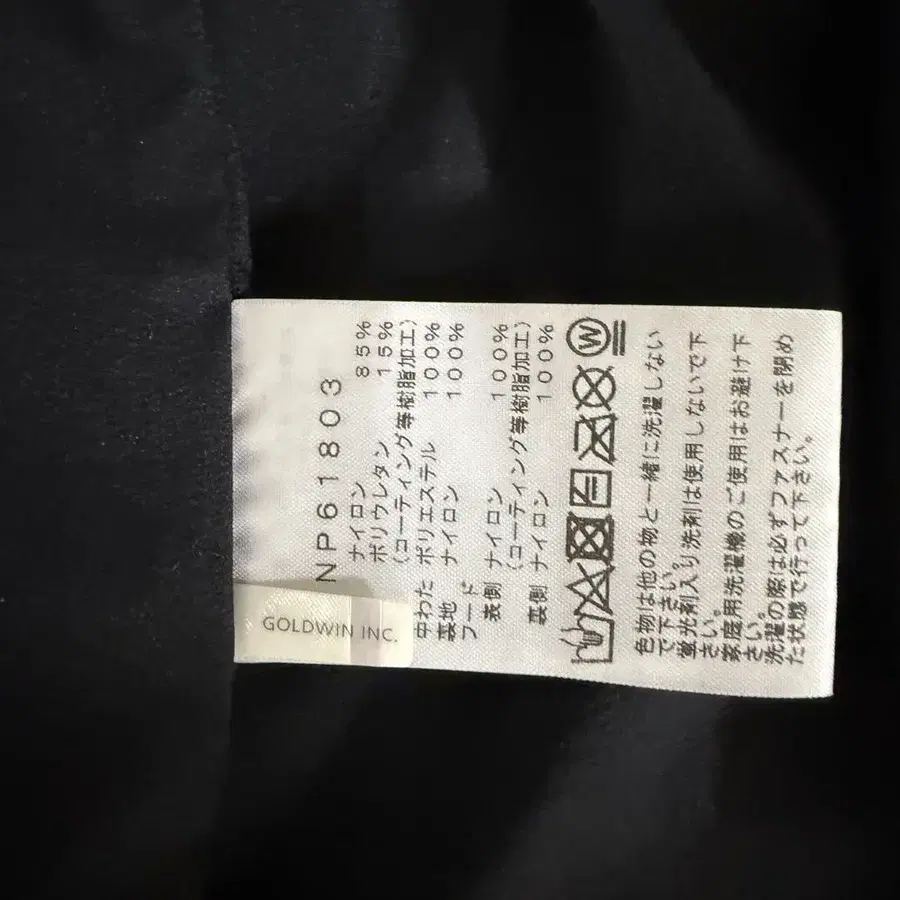 NP61803
ナイロン 85%
ポリウレタン 15%
(コーティング等樹脂加工)
中わた ポリエステル 100%
裏地 ナイロン 100%
フード
表側 ナイロン 100%
(コーティング等樹脂加工)
裏側 ナイロン 100%
W
色物は他の物と一緒に洗濯しない
で下さい。
蛍光剤入り洗剤は使用しないで下
さい。
家庭用洗濯機のご使用はお避け下
さい。
洗濯の際は必ずファスナーを閉め
た状態で行って下さい。
GOLDWIN INC.